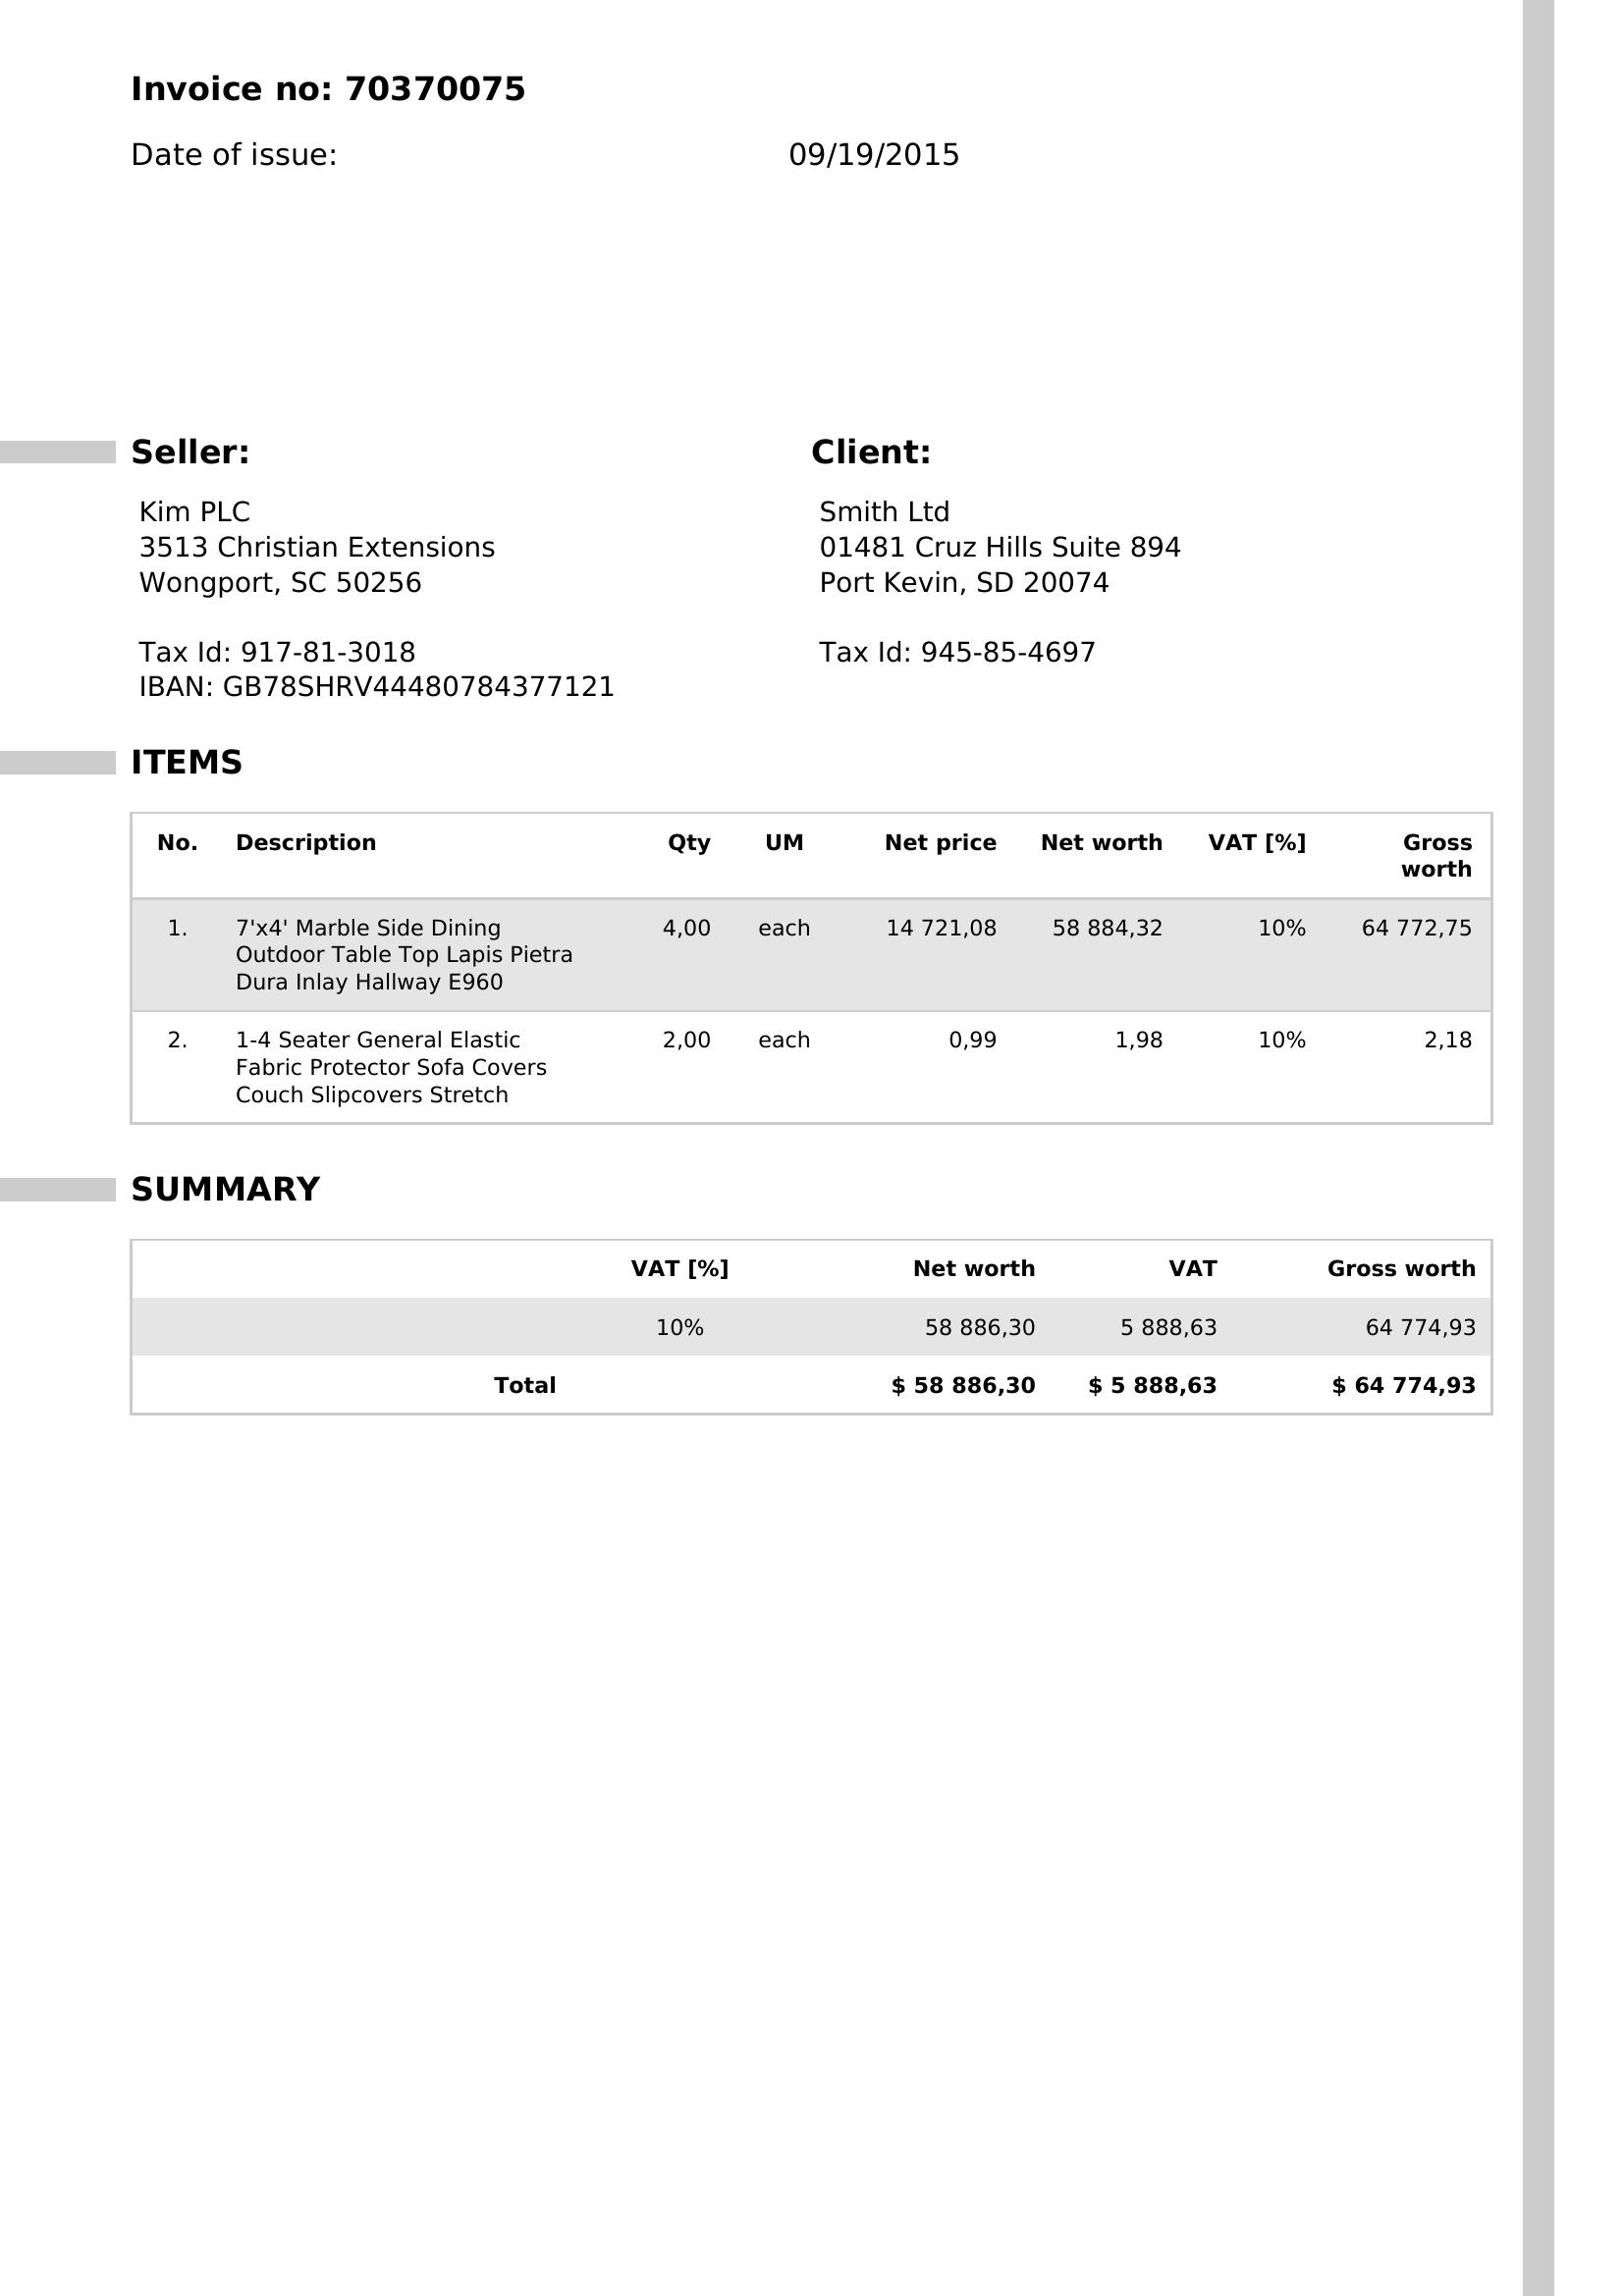 Invoice no: 70370075
Date of issue: 09/19/2015
Seller:
Kim PLC
3513 Christian Extensions
Wongport, SC 50256
Tax Id: 917-81-3018
IBAN: GB78SHRV44480784377121
Client:
Smith Ltd
01481 Cruz Hills Suite 894
Port Kevin, SD 20074
Tax Id: 945-85-4697
ITEMS
No. Description Qty UM Net price Net worth VAT [%] Gross
worth
1. 7'x4' Marble Side Dining 4,00 each 14 721,08 58 884,32 10% 64 772,75
Outdoor Table Top Lapis Pietra
Dura Inlay Hallway E960
2. 1-4 Seater General Elastic 2,00 each 0,99 1,98 10% 2,18
Fabric Protector Sofa Covers
Couch Slipcovers Stretch
SUMMARY
VAT [%] Net worth VAT Gross worth
10% 58 886,30 5 888,63 64 774,93
Total $ 58 886,30 $ 5 888,63 $ 64 774,93